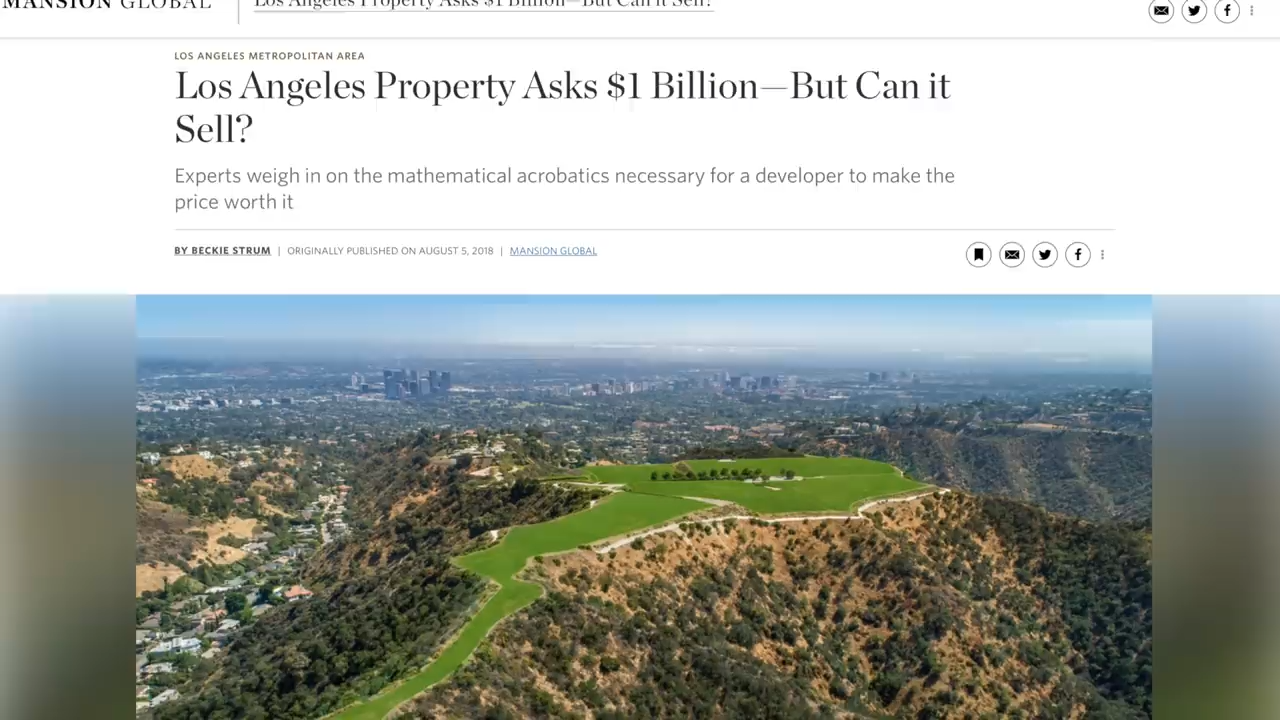 MANSION GLOBAL
Los Angeles Property Asks $1 Billion—But Can it Sell?
LOS ANGELES METROPOLITAN AREA
Los Angeles Property Asks $1 Billion—But Can it
Sell?
Experts weigh in on the mathematical acrobatics necessary for a developer to make the
price worth it
BY BECKIE STRUM | ORIGINALLY PUBLISHED ON AUGUST 5, 2018 | MANSION GLOBAL